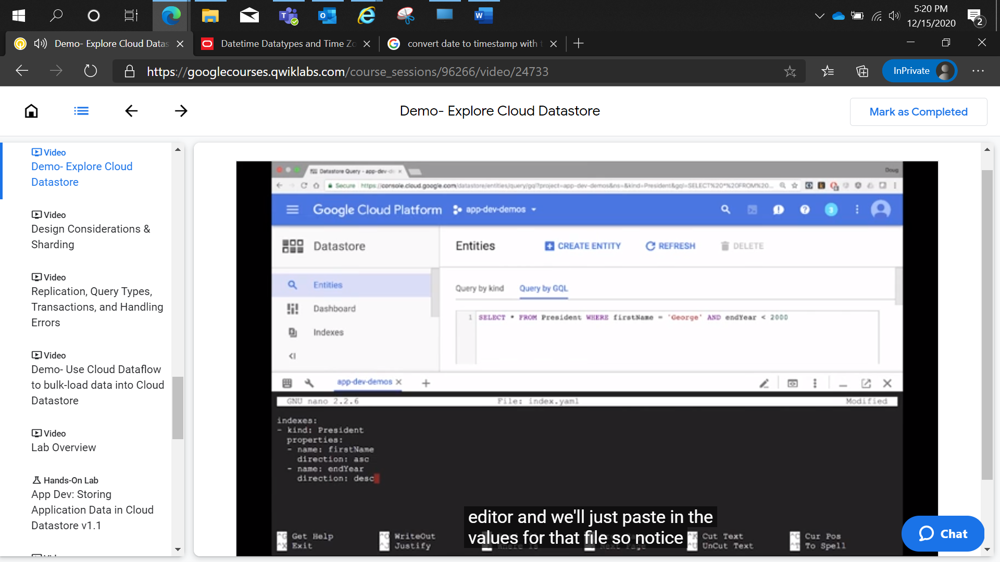 5:20 PM
12/15/2020
2
Demo- Explore Cloud Datas
Datetime Datatypes and Time Zo
convert date to timestamp with t
https://googlecourses.qwiklabs.com/course_sessions/96266/video/24733
InPrivate
Demo- Explore Cloud Datastore
Mark as Completed
Video
Demo- Explore Cloud
Datastore
Video
Design Considerations &
Sharding
Video
Replication, Query Types,
Transactions, and Handling
Errors
Video
Demo- Use Cloud Dataflow
to bulk-load data into Cloud
Datastore
Video
Lab Overview
Hands-On Lab
App Dev: Storing
Application Data in Cloud
Datastore v1.1
Datastore Query - app-dev-d
Doug
Secure https://console.cloud.google.com/datastore/entities/query/gql?project=app-dev-demos&ns=&kind=President&gql=SELECT%20*%20FROM%20...
Google Cloud Platform
app-dev-demos
3
Datastore
Entities
CREATE ENTITY
REFRESH
DELETE
Entities
Dashboard
Indexes
Query by kind
Query by GQL
1 SELECT * FROM President WHERE firstName = 'George' AND endYear < 2000
app-dev-demos
GNU nano 2.2.6 File: index.yaml Modified
indexes:
- kind: President
properties:
- name: firstName
direction: asc
- name: endYear
direction: desc
editor and we'll just paste in the
values for that file so notice
^G Get Help
^O WriteOut
^K Cut Text
^C Cur Pos
^X Exit
^J Justify
^U UnCut Text
^T To Spell
Chat